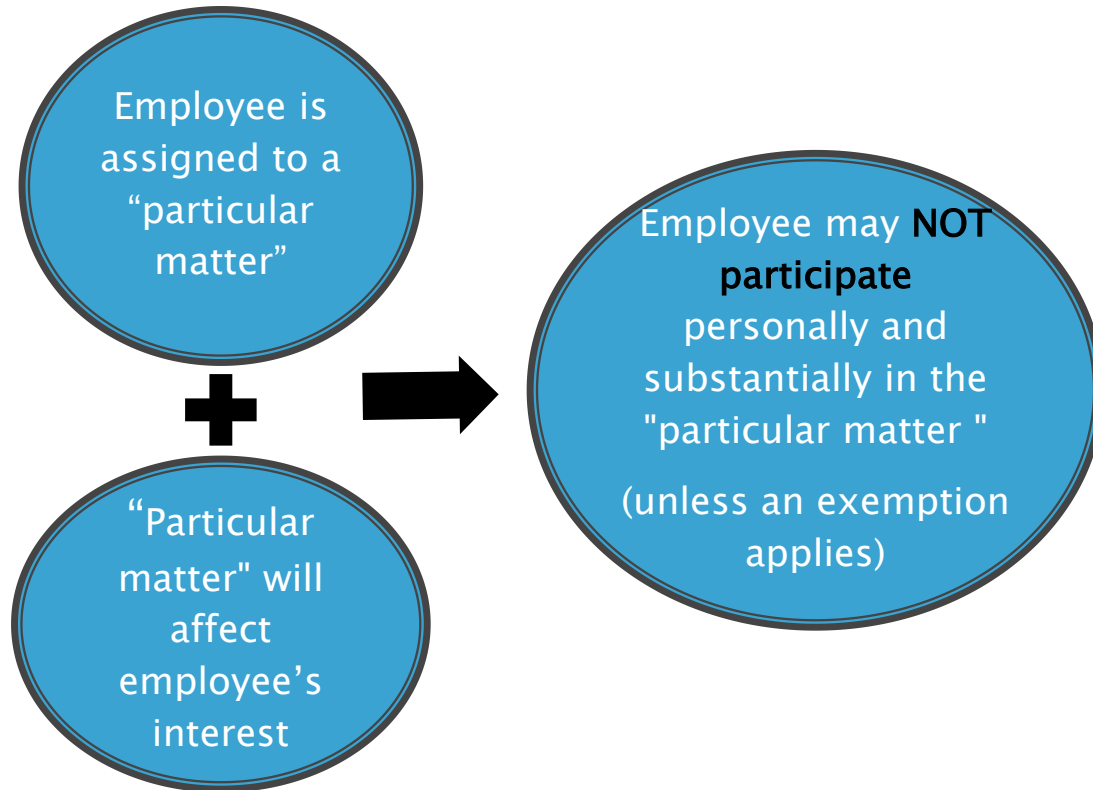 Employee is
assigned to a
“particular
matter”
“Particular
matter" will
affect
employee’s
interest
Employee may NOT
participate
personally and
substantially in the
"particular matter "
(unless an exemption
applies)